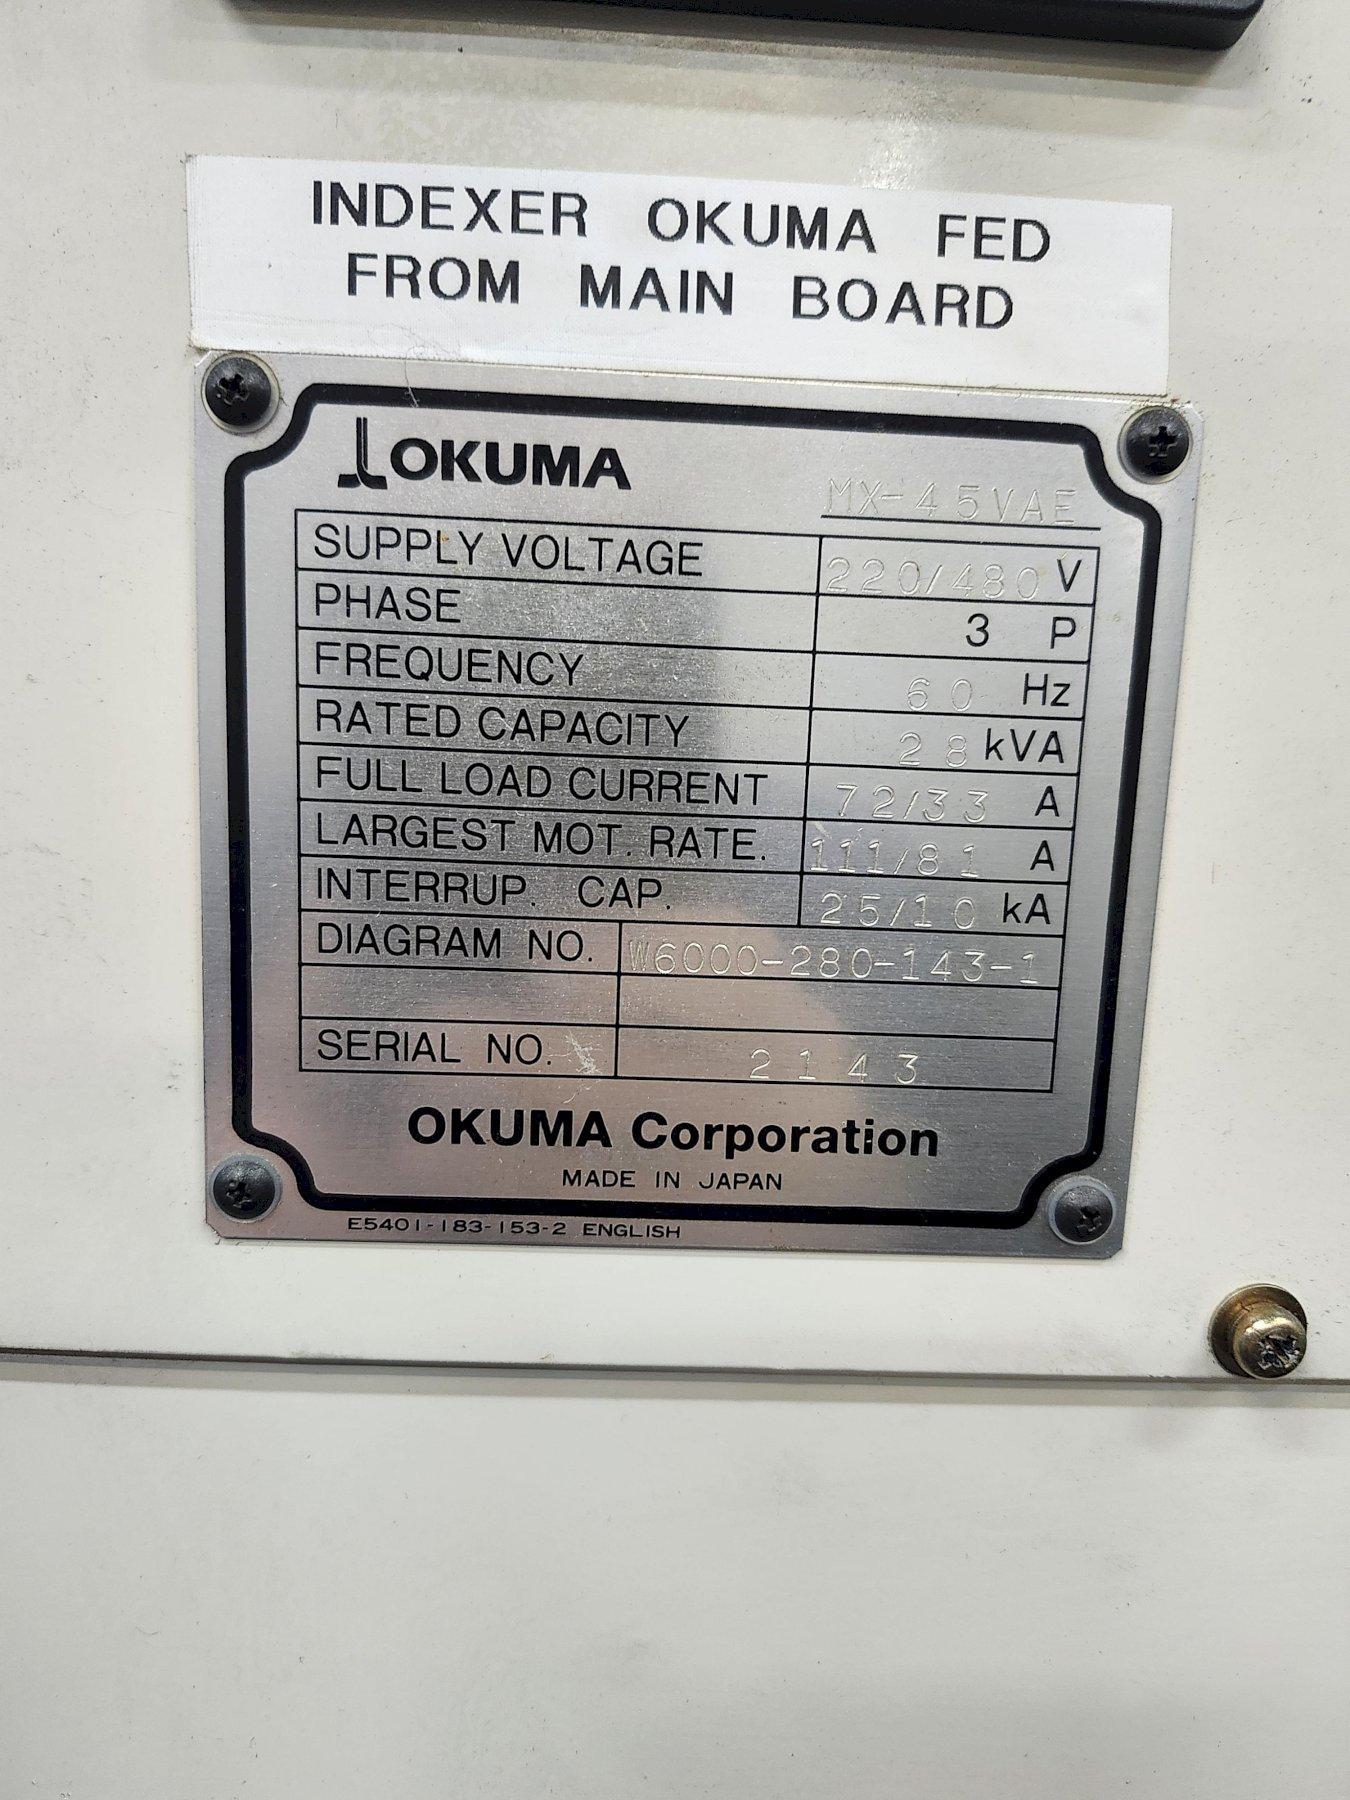 INDEXER OKUMA FED
FROM MAIN BOARD
OKUMA
MX-45VAE
SUPPLY VOLTAGE 220/480 V
PHASE 3 P
FREQUENCY 60 Hz
RATED CAPACITY 28 kVA
FULL LOAD CURRENT 72/33 A
LARGEST MOT. RATE. 111/81 A
INTERRUP. CAP. 25/10 kA
DIAGRAM NO. W6000-280-143-1
SERIAL NO. 2143
OKUMA Corporation
MADE IN JAPAN
E5401-183-153-2 ENGLISH